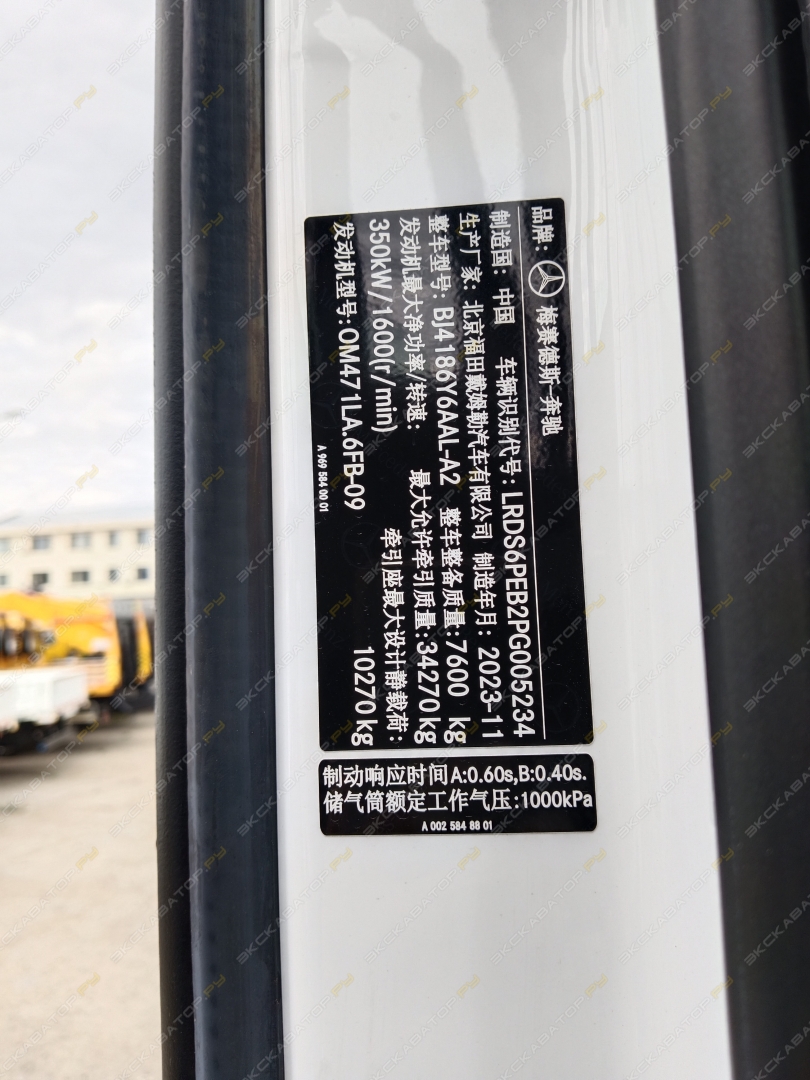 品牌: 梅赛德斯-奔驰
制造国: 中国 车辆识别代号: LRDS6PEB2PG005234
生产厂家: 北京福田戴姆勒汽车有限公司 制造年月: 2023-11
整车型号: BJ4186Y6AAL-A2 整车整备质量: 7600 kg
发动机最大净功率/转速: 最大允许牵引质量: 34270kg
350kW/1600(r/min) 牵引座最大设计静载荷:
发动机型号: OM471LA.6FB-09 10270kg
A 969 584 00 01
制动响应时间A:0.60s,B:0.40s.
储气筒额定工作气压:1000kPa
A 002 584 88 01
ЭКСКАВАТОР.РУ